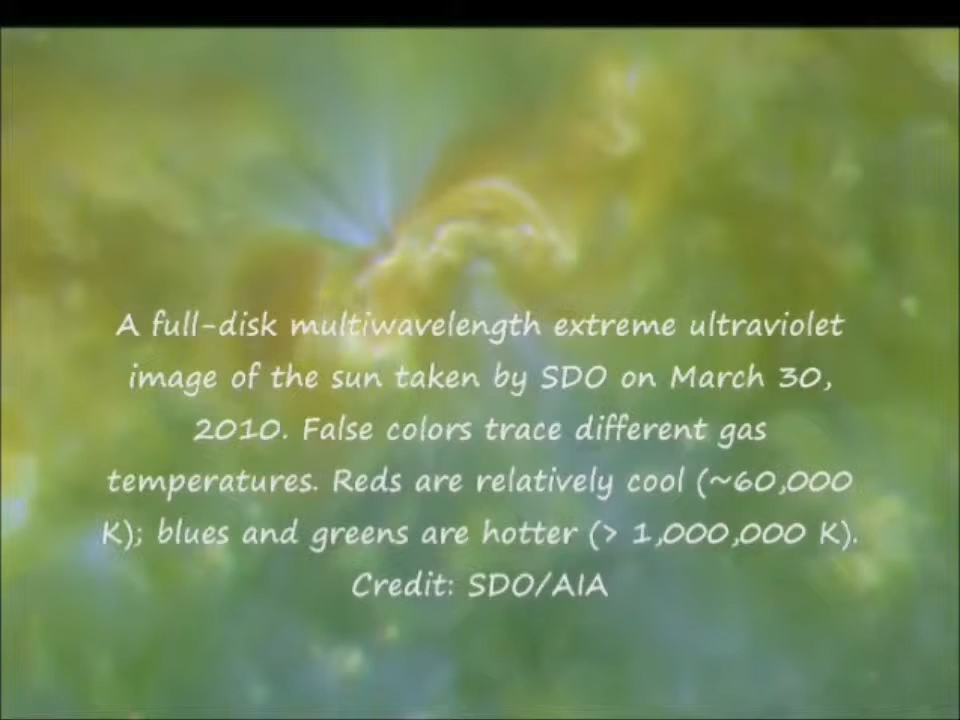 A full-disk multiwavelength extreme ultraviolet
image of the sun taken by SDO on March 30,
2010. False colors trace different gas
temperatures. Reds are relatively cool (~60,000
K); blues and greens are hotter (> 1,000,000 K).
Credit: SDO/AIA